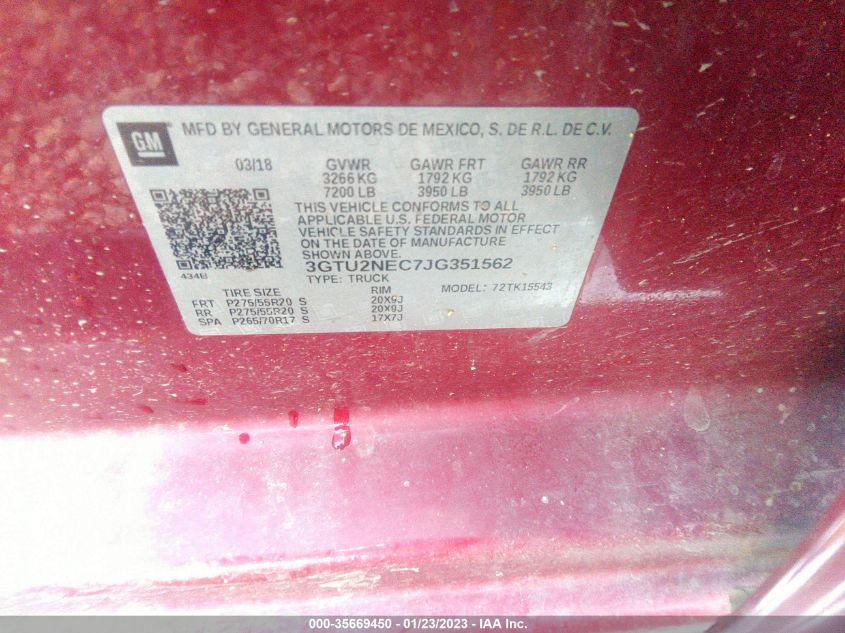 GM MFD BY GENERAL MOTORS DE MEXICO, S. DE R.L. DE C.V.
03/18 GVWR GAWR FRT GAWR RR
3266 KG 1792 KG 1792 KG
7200 LB 3950 LB 3950 LB
THIS VEHICLE CONFORMS TO ALL
APPLICABLE U.S. FEDERAL MOTOR
VEHICLE SAFETY STANDARDS IN EFFECT
ON THE DATE OF MANUFACTURE
SHOWN ABOVE.
434B 3GTU2NEC7JG351562
TYPE: TRUCK MODEL: 72TK15543
TIRE SIZE RIM
FRT P275/55R20 S 20X9J
RR P275/55R20 S 20X9J
SPA P265/70R17 S 17X7J
000-35669450 - 01/23/2023 - IAA Inc.